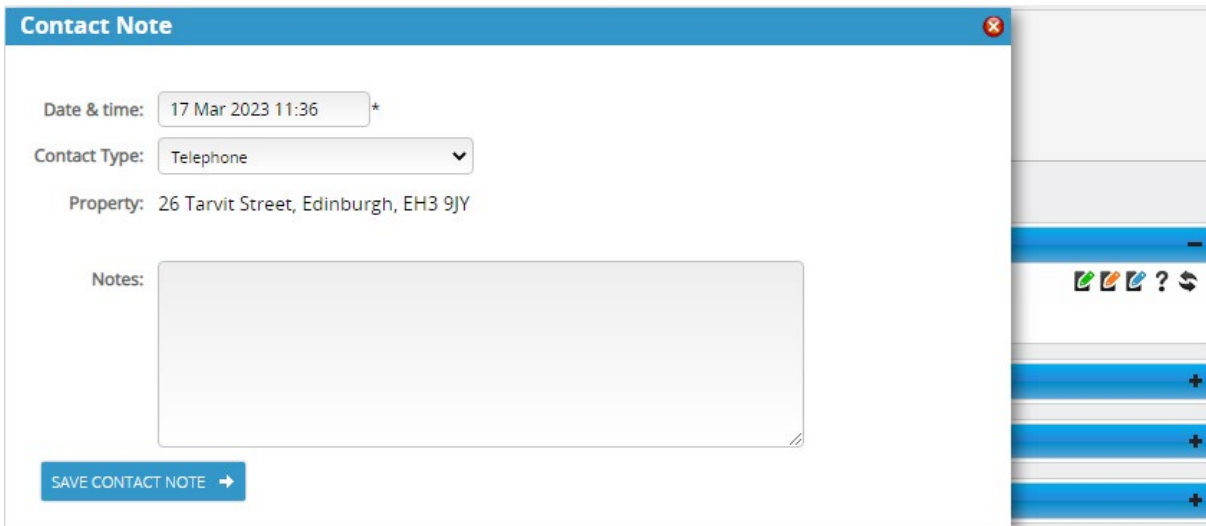 Contact Note
Date & time: 17 Mar 2023 11:36 *
Contact Type: Telephone
Property: 26 Tarvit Street, Edinburgh, EH3 9JY
Notes:
SAVE CONTACT NOTE